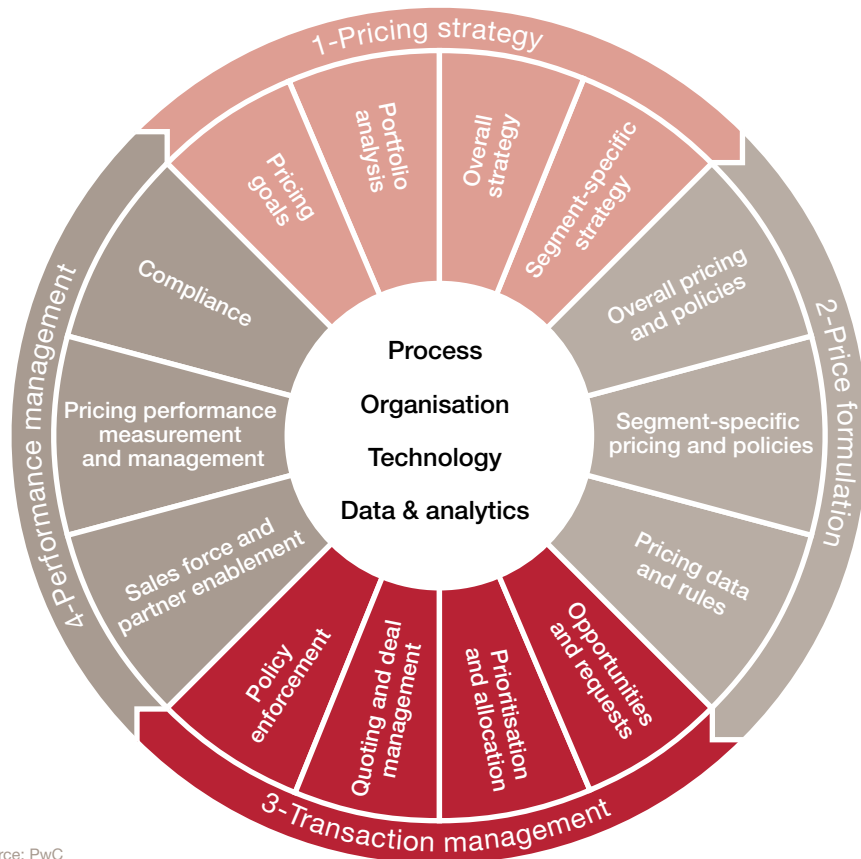 1-Pricing strategy
Pricing
goals
Portfolio
analysis
Overall
strategy
Segment-specific
strategy
2-Price formulation
Overall pricing
and policies
Segment-specific
pricing and policies
Pricing data
and rules
3-Transaction management
Opportunities
and requests
Prioritisation
and allocation
Quoting and deal
management
Policy
enforcement
4-Performance management
Sales force and
partner enablement
Pricing performance
measurement
and management
Compliance
Process
Organisation
Technology
Data & analytics
PwC